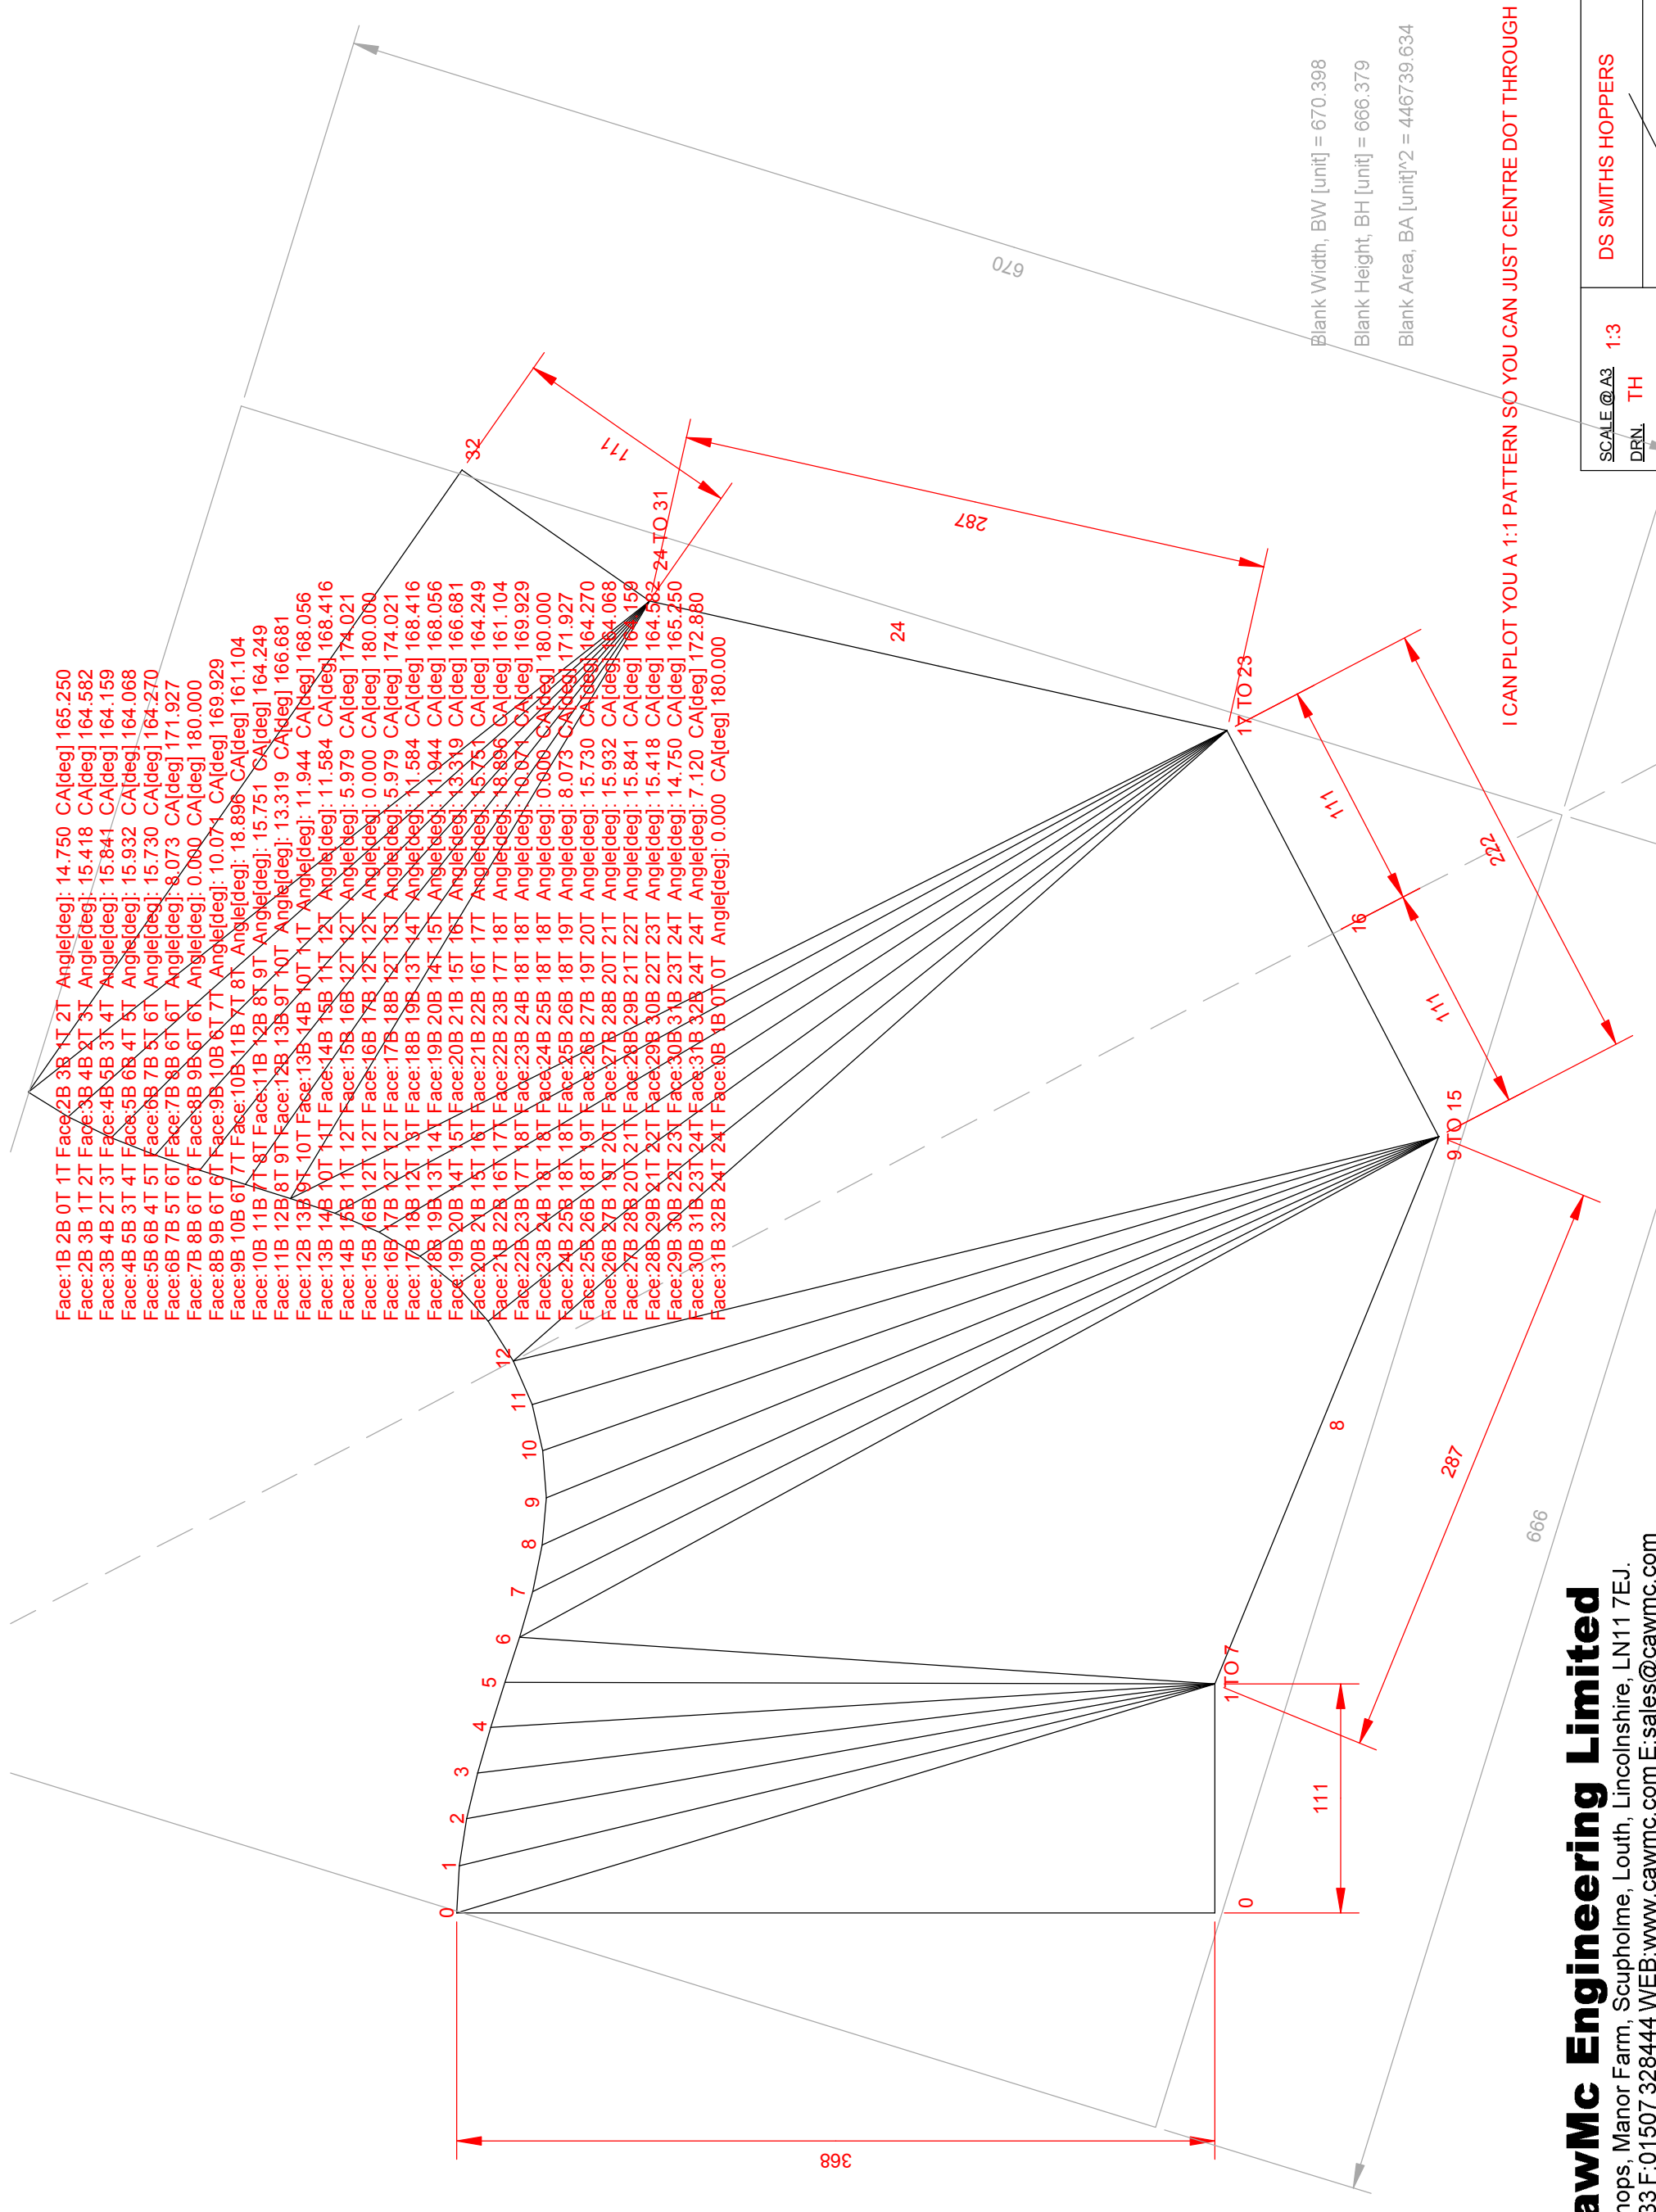 Face:1B 2B 0T 1T Face:2B 3B 1T 2T Angle[deg]: 14.750 CA[deg] 165.250
Face:2B 3B 1T 2T Face:3B 4B 2T 3T Angle[deg]: 15.418 CA[deg] 164.582
Face:3B 4B 2T 3T Face:4B 5B 3T 4T Angle[deg]: 15.841 CA[deg] 164.159
Face:4B 5B 3T 4T Face:5B 6B 4T 5T Angle[deg]: 15.932 CA[deg] 164.068
Face:5B 6B 4T 5T Face:6B 7B 5T 6T Angle[deg]: 15.730 CA[deg] 164.270
Face:6B 7B 5T 6T Face:7B 8B 6T 6T Angle[deg]: 8.073 CA[deg] 171.927
Face:7B 8B 6T 6T Face:8B 9B 6T 6T Angle[deg]: 0.000 CA[deg] 180.000
Face:8B 9B 6T 6T Face:9B 10B 6T 7T Angle[deg]: 10.071 CA[deg] 169.929
Face:9B 10B 6T 7T Face:10B 11B 7T 8T Angle[deg]: 18.896 CA[deg] 161.104
Face:10B 11B 7T 8T Face:11B 12B 8T 9T Angle[deg]: 15.751 CA[deg] 164.249
Face:11B 12B 8T 9T Face:12B 13B 9T 10T Angle[deg]: 13.319 CA[deg] 166.681
Face:12B 13B 9T 10T Face:13B 14B 10T 11T Angle[deg]: 11.944 CA[deg] 168.056
Face:13B 14B 10T 11T Face:14B 15B 11T 12T Angle[deg]: 11.584 CA[deg] 168.416
Face:14B 15B 11T 12T Face:15B 16B 12T 12T Angle[deg]: 5.979 CA[deg] 174.021
Face:15B 16B 12T 12T Face:16B 17B 12T 12T Angle[deg]: 0.000 CA[deg] 180.000
Face:16B 17B 12T 12T Face:17B 18B 12T 13T Angle[deg]: 5.979 CA[deg] 174.021
Face:17B 18B 12T 13T Face:18B 19B 13T 14T Angle[deg]: 11.584 CA[deg] 168.416
Face:18B 19B 13T 14T Face:19B 20B 14T 15T Angle[deg]: 11.944 CA[deg] 168.056
Face:19B 20B 14T 15T Face:20B 21B 15T 16T Angle[deg]: 13.319 CA[deg] 166.681
Face:20B 21B 15T 16T Face:21B 22B 16T 17T Angle[deg]: 15.751 CA[deg] 164.249
Face:21B 22B 16T 17T Face:22B 23B 17T 18T Angle[deg]: 18.896 CA[deg] 161.104
Face:22B 23B 17T 18T Face:23B 24B 18T 18T Angle[deg]: 10.071 CA[deg] 169.929
Face:23B 24B 18T 18T Face:24B 25B 18T 18T Angle[deg]: 0.000 CA[deg] 180.000
Face:24B 25B 18T 18T Face:25B 26B 18T 19T Angle[deg]: 8.073 CA[deg] 171.927
Face:25B 26B 18T 19T Face:26B 27B 19T 20T Angle[deg]: 15.730 CA[deg] 164.270
Face:26B 27B 19T 20T Face:27B 28B 20T 21T Angle[deg]: 15.932 CA[deg] 164.068
Face:27B 28B 20T 21T Face:28B 29B 21T 22T Angle[deg]: 15.841 CA[deg] 164.159
Face:28B 29B 21T 22T Face:29B 30B 22T 23T Angle[deg]: 15.418 CA[deg] 164.582
Face:29B 30B 22T 23T Face:30B 31B 23T 24T Angle[deg]: 14.750 CA[deg] 165.250
Face:30B 31B 23T 24T Face:31B 32B 24T 24T Angle[deg]: 7.120 CA[deg] 172.880
Face:31B 32B 24T 24T Face:0B 1B 0T 0T Angle[deg]: 0.000 CA[deg] 180.000
0
1
2
3
4
5
6
7
8
9
10
11
12
32
111
24 TO 31
287
24
670
17 TO 23
111
222
16
111
9 TO 15
8
287
666
1 TO 7
111
0
368
Blank Width, BW [unit] = 670.398
Blank Height, BH [unit] = 666.379
Blank Area, BA [unit]^2 = 446739.634
I CAN PLOT YOU A 1:1 PATTERN SO YOU CAN JUST CENTRE DOT THROUGH
SCALE @ A3 1:3
DRN. TH
DS SMITHS HOPPERS
awMc Engineering Limited
hops, Manor Farm, Scupholme, Louth, Lincolnshire, LN11 7EJ.
33 F:01507 328444 WEB:www.cawmc.com E:sales@cawmc.com